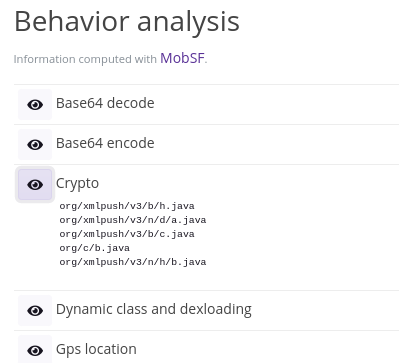 Behavior analysis
Information computed with MobSF.
Base64 decode
Base64 encode
Crypto
org/xmlpush/v3/b/h.java
org/xmlpush/v3/n/d/a.java
org/xmlpush/v3/b/c.java
org/c/b.java
org/xmlpush/v3/n/h/b.java
Dynamic class and dexloading
Gps location